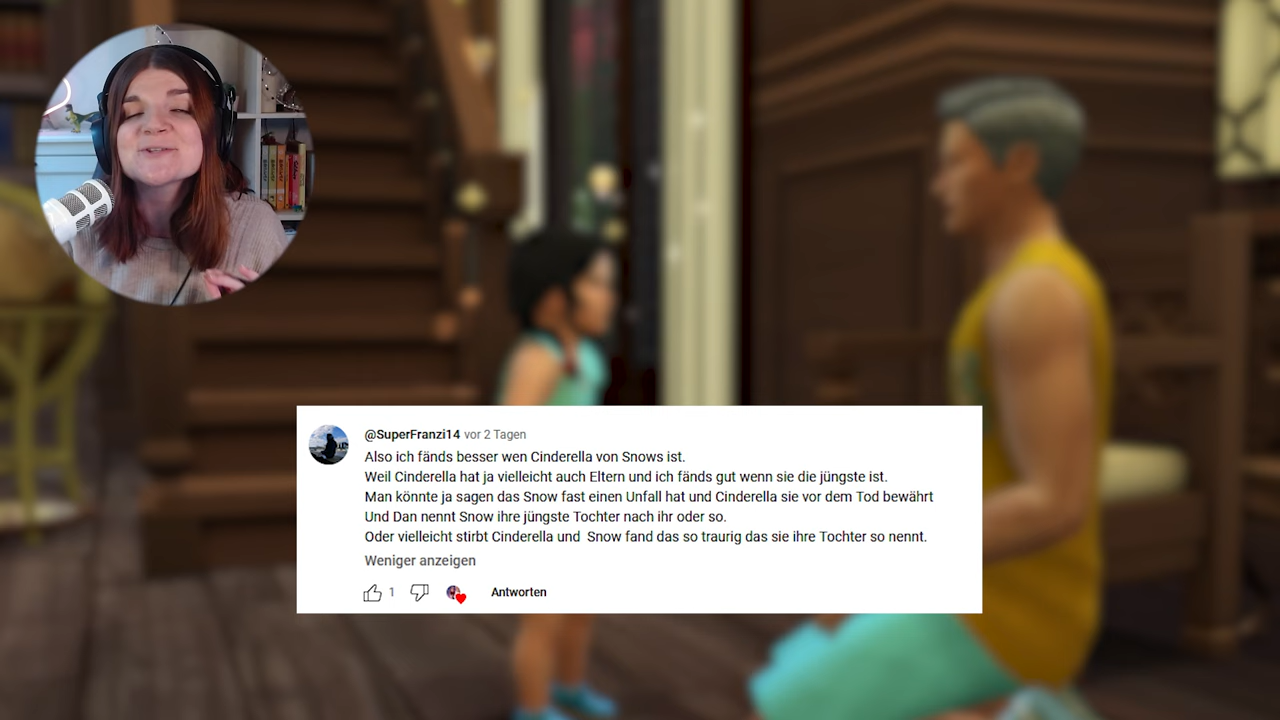 @SuperFranzi14 vor 2 Tagen
Also ich fänds besser wen Cinderella von Snows ist.
Weil Cinderella hat ja vielleicht auch Eltern und ich fänds gut wenn sie die jüngste ist.
Man könnte ja sagen das Snow fast einen Unfall hat und Cinderella sie vor dem Tod bewährt
Und Dan nennt Snow ihre jüngste Tochter nach ihr oder so.
Oder vielleicht stirbt Cinderella und  Snow fand das so traurig das sie ihre Tochter so nennt.
Weniger anzeigen
1 Antworten